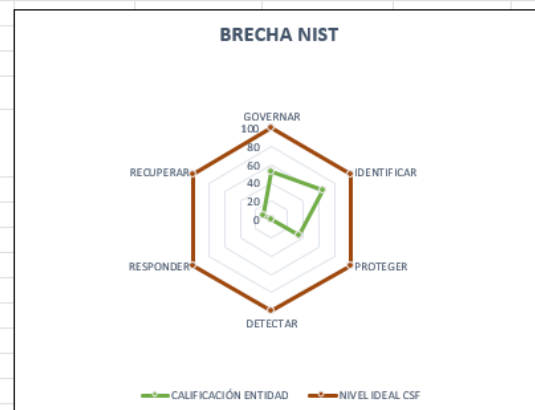 BRECHA NIST
GOVERNAR
100
80
60
40
20
0
RECUPERAR
IDENTIFICAR
RESPONDER
PROTEGER
DETECTAR
CALIFICACIÓN ENTIDAD
NIVEL IDEAL CSF